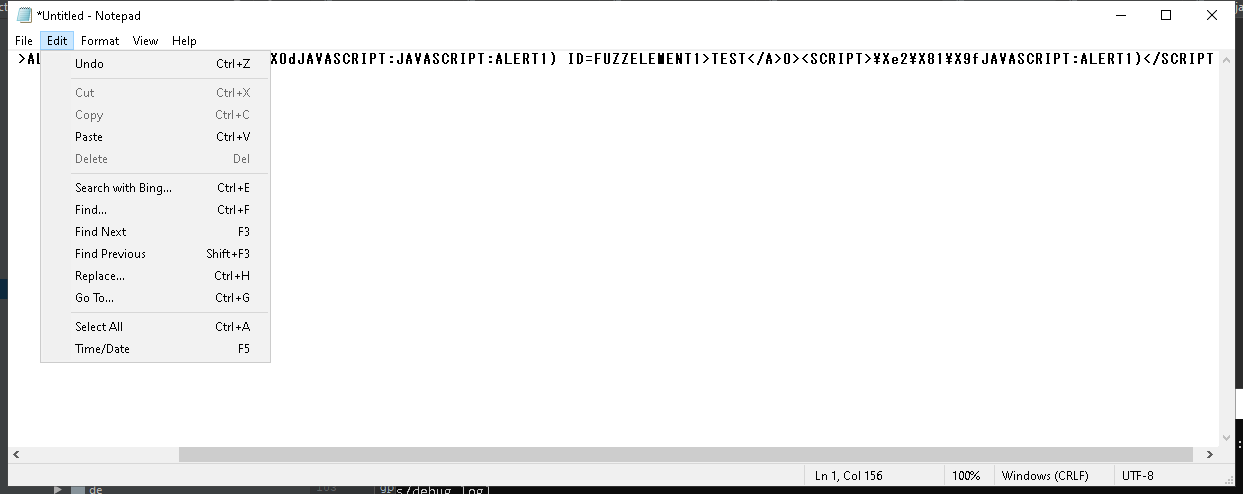 *Untitled - Notepad
File Edit Format View Help
>AL X0dJAVASCRIPT:JAVASCRIPT:ALERT1) ID=FUZZELEMENT1>TEST</A>0><SCRIPT>¥Xe2¥X81¥X9fJAVASCRIPT:ALERT1)</SCRIPT
Undo Ctrl+Z
Cut Ctrl+X
Copy Ctrl+C
Paste Ctrl+V
Delete Del
Search with Bing... Ctrl+E
Find... Ctrl+F
Find Next F3
Find Previous Shift+F3
Replace... Ctrl+H
Go To... Ctrl+G
Select All Ctrl+A
Time/Date F5
Ln 1, Col 156 100% Windows (CRLF) UTF-8
de s/debug.log